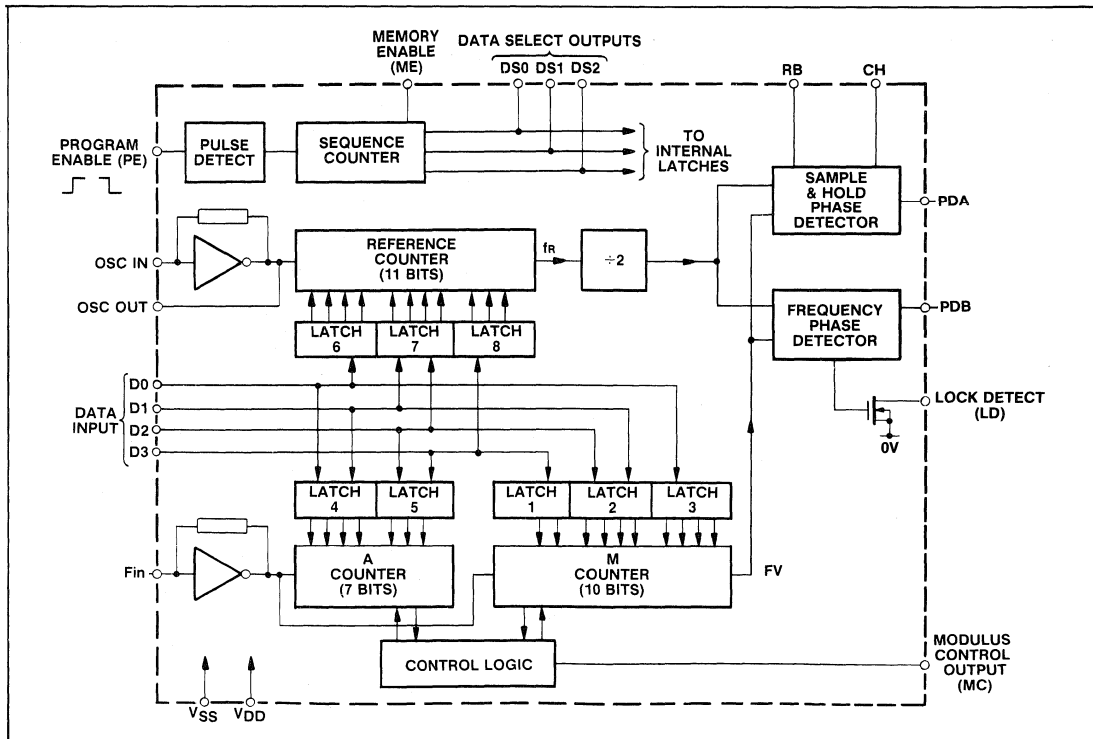 MEMORY
ENABLE (ME)
DATA SELECT OUTPUTS
DS0 DS1 DS2
RB
CH
PROGRAM
ENABLE (PE)
PULSE
DETECT
SEQUENCE
COUNTER
TO
INTERNAL
LATCHES
SAMPLE
& HOLD
PHASE
DETECTOR
PDA
OSC IN
OSC OUT
REFERENCE
COUNTER
(11 BITS)
fR
÷2
LATCH
6
LATCH
7
LATCH
8
FREQUENCY
PHASE
DETECTOR
PDB
DATA
INPUT
D0
D1
D2
D3
LOCK DETECT
(LD)
0V
LATCH
4
LATCH
5
LATCH
1
LATCH
2
LATCH
3
Fin
A
COUNTER
(7 BITS)
M
COUNTER
(10 BITS)
FV
CONTROL LOGIC
MODULUS
CONTROL
OUTPUT
(MC)
VSS
VDD